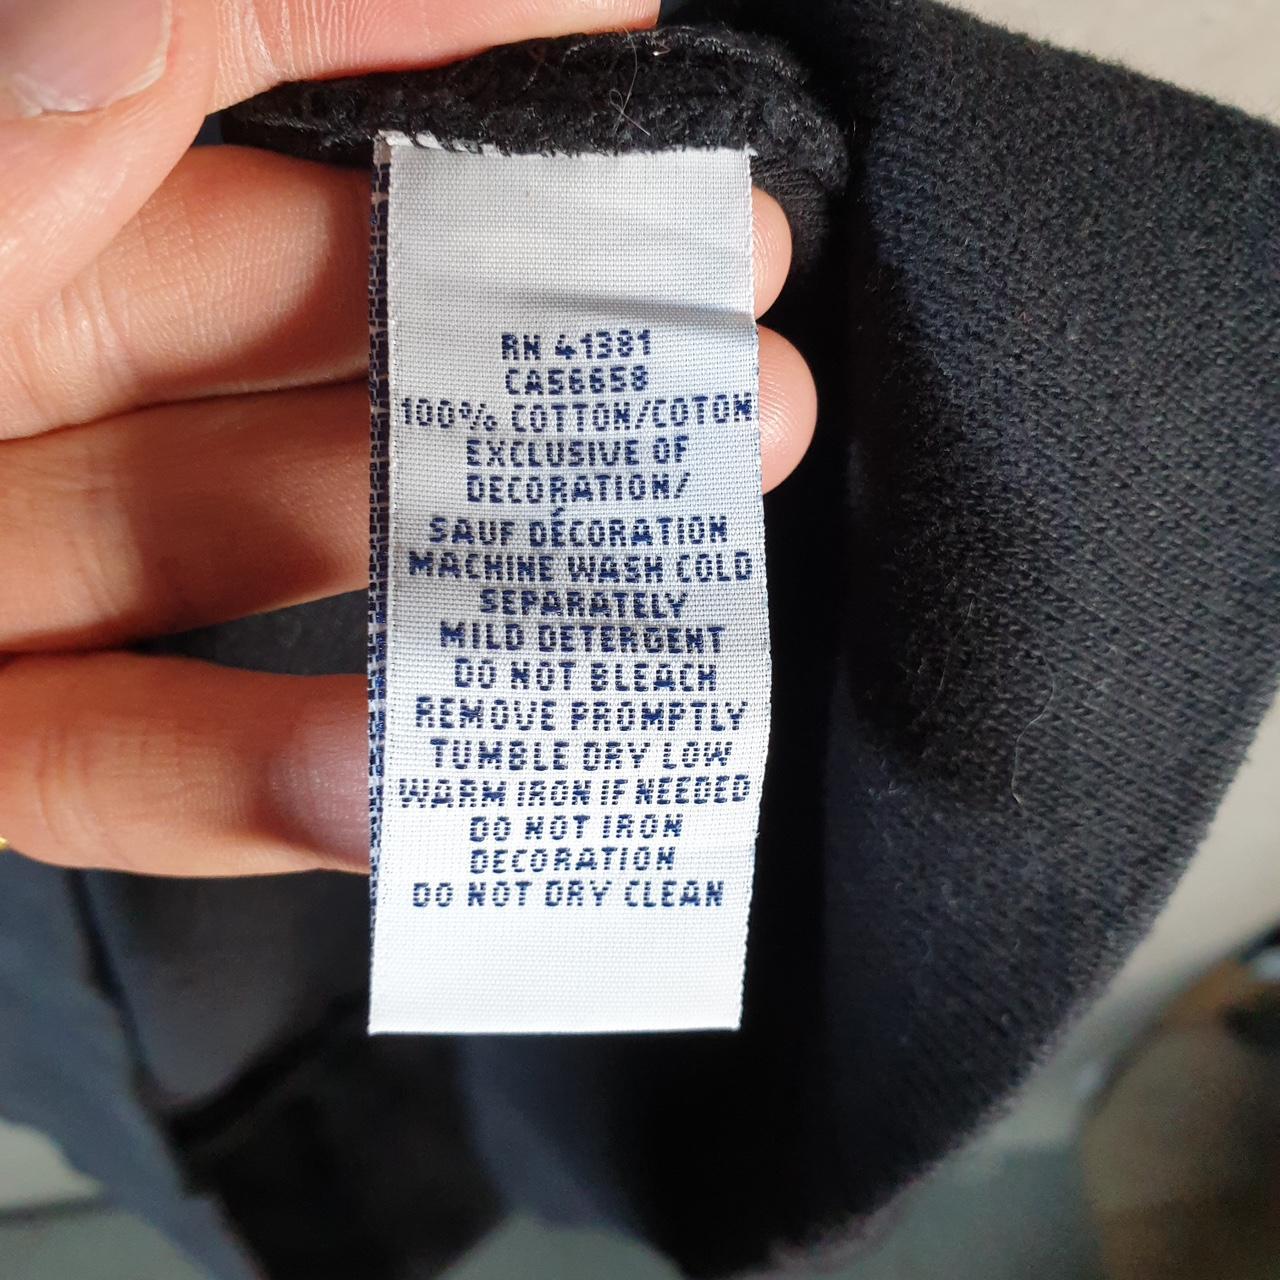 RN 41381
CA56658
100% COTTON/COTON
EXCLUSIVE OF
DECORATION/
SAUF DÉCORATION
MACHINE WASH COLD
SEPARATELY
MILD DETERGENT
DO NOT BLEACH
REMOVE PROMPTLY
TUMBLE DRY LOW
WARM IRON IF NEEDED
DO NOT IRON
DECORATION
DO NOT DRY CLEAN